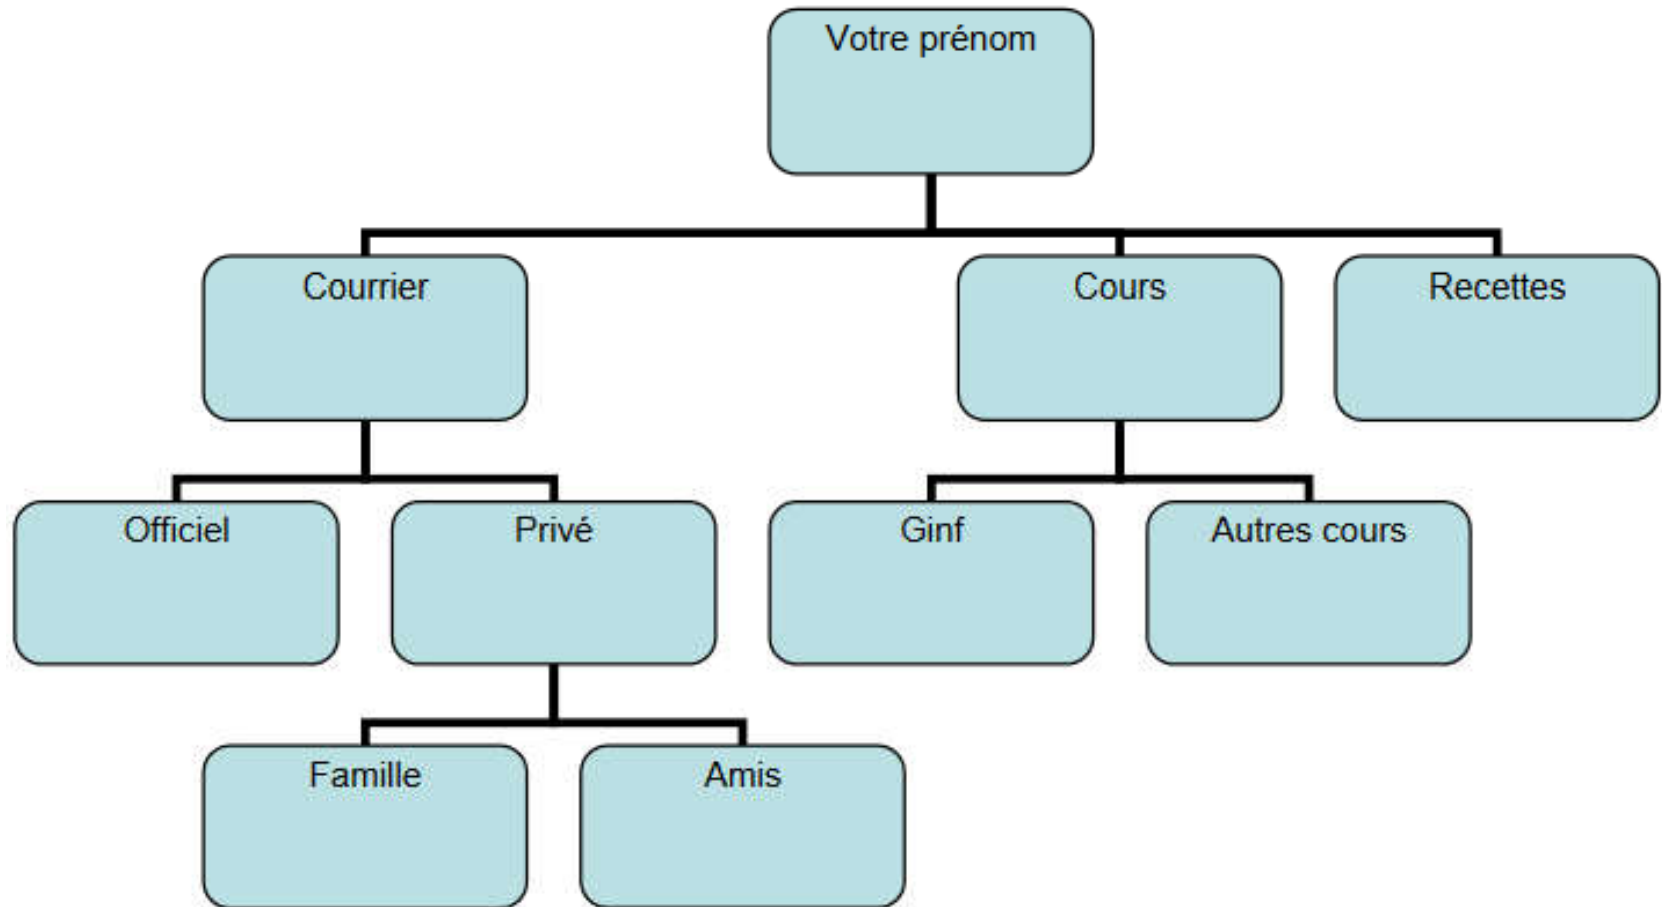 Votre prénom
Courrier
Cours
Recettes
Officiel
Privé
Ginf
Autres cours
Famille
Amis